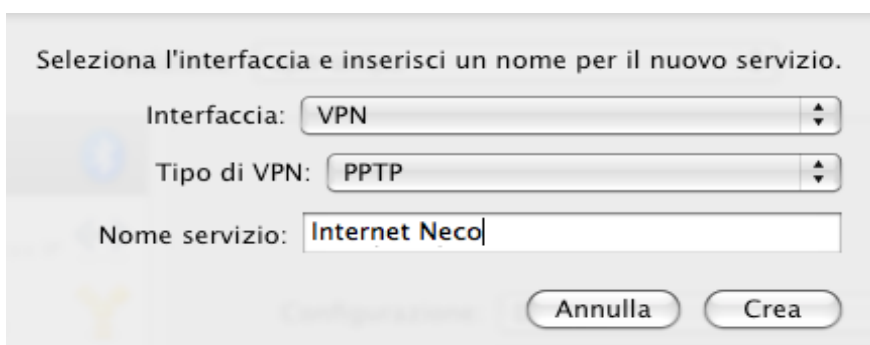 Seleziona l'interfaccia e inserisci un nome per il nuovo servizio.
Interfaccia: VPN
Tipo di VPN: PPTP
Nome servizio: Internet Neco
Configurazione:
Annulla Crea